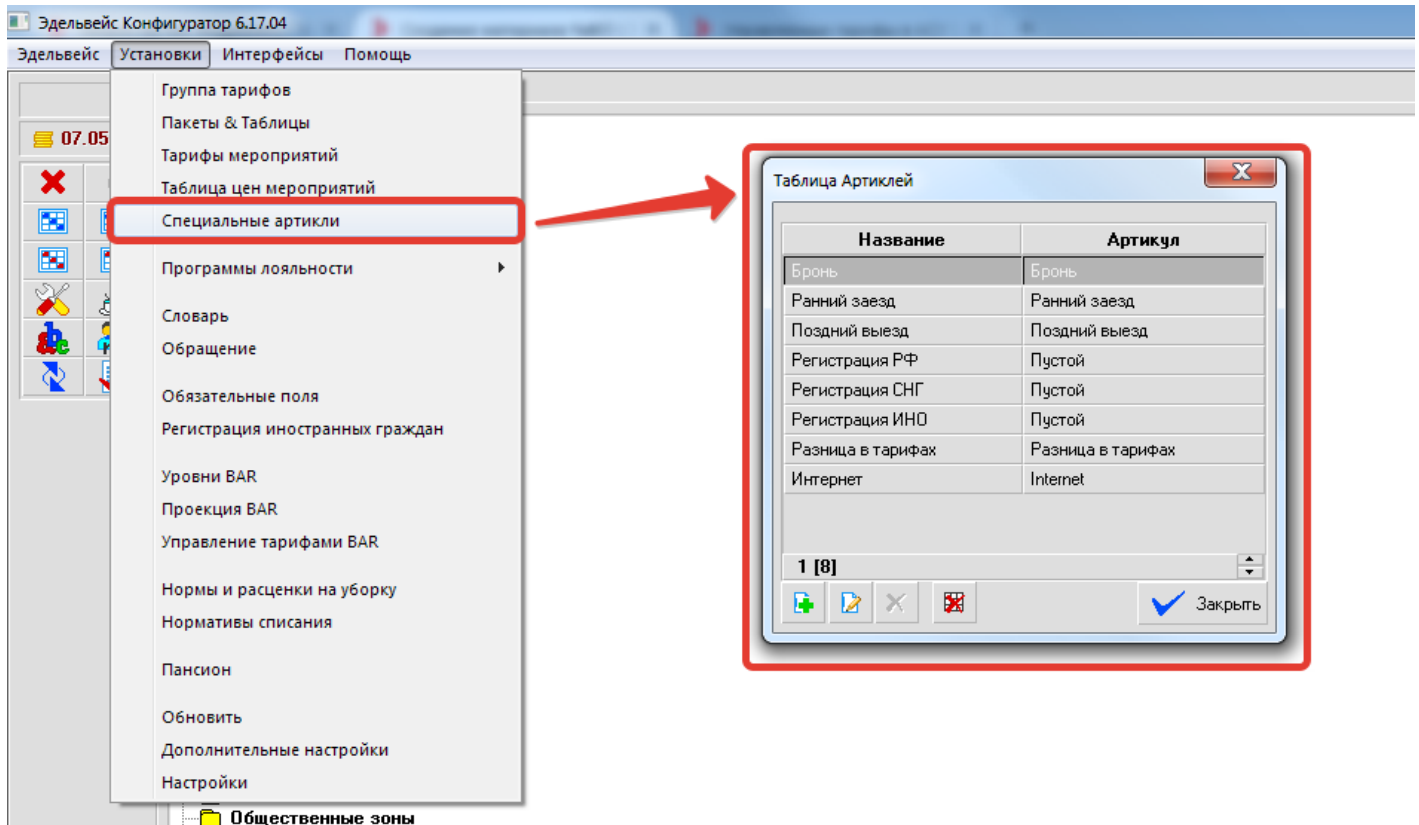 Эдельвейс Конфигуратор 6.17.04
Эдельвейс Установки Интерфейсы Помощь
07.05
Группа тарифов
Пакеты & Таблицы
Тарифы мероприятий
Таблица цен мероприятий
Специальные артикли
Программы лояльности
Словарь
Обращение
Обязательные поля
Регистрация иностранных граждан
Уровни BAR
Проекция BAR
Управление тарифами BAR
Нормы и расценки на уборку
Нормативы списания
Пансион
Обновить
Дополнительные настройки
Настройки
Общественные зоны
Таблица Артиклей
Название Артикул
Бронь Бронь
Ранний заезд Ранний заезд
Поздний выезд Поздний выезд
Регистрация РФ Пустой
Регистрация СНГ Пустой
Регистрация ИНО Пустой
Разница в тарифах Разница в тарифах
Интернет Internet
1 [8]
Закрыть